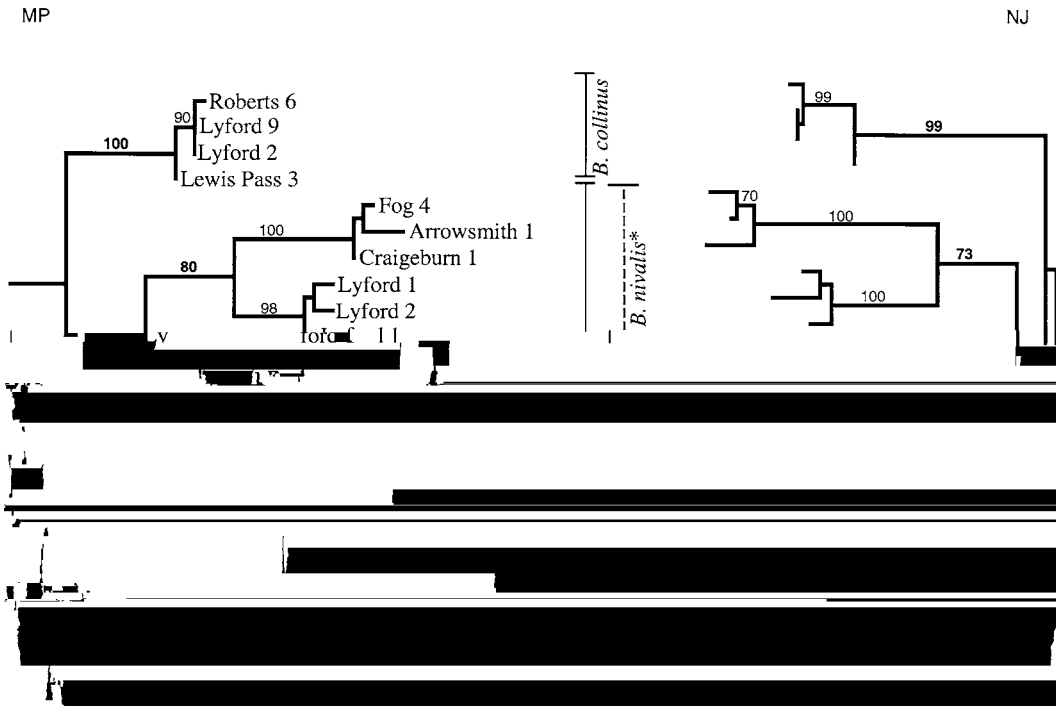 MP
NJ
Roberts 6
90
Lyford 9
100
Lyford 2
Lewis Pass 3
Fog 4
100
Arrowsmith 1
Craigeburn 1
80
Lyford 1
98
Lyford 2
B. collinus
B. nivalis*
99
99
70
100
73
100